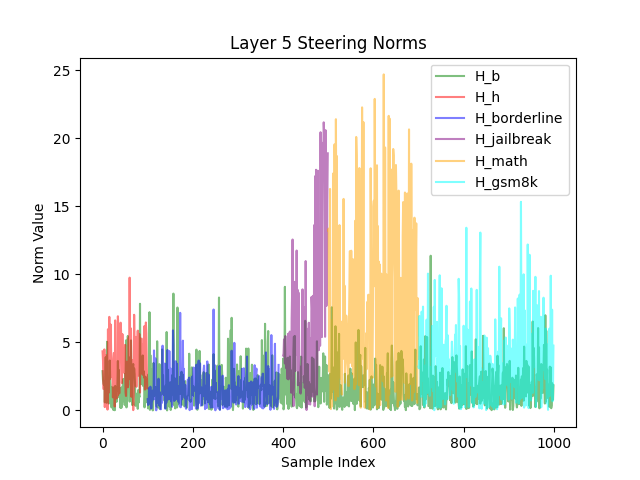 Layer 5 Steering Norms
H_b
H_h
H_borderline
H_jailbreak
H_math
H_gsm8k
25
20
15
10
5
0
Norm Value
0 200 400 600 800 1000
Sample Index